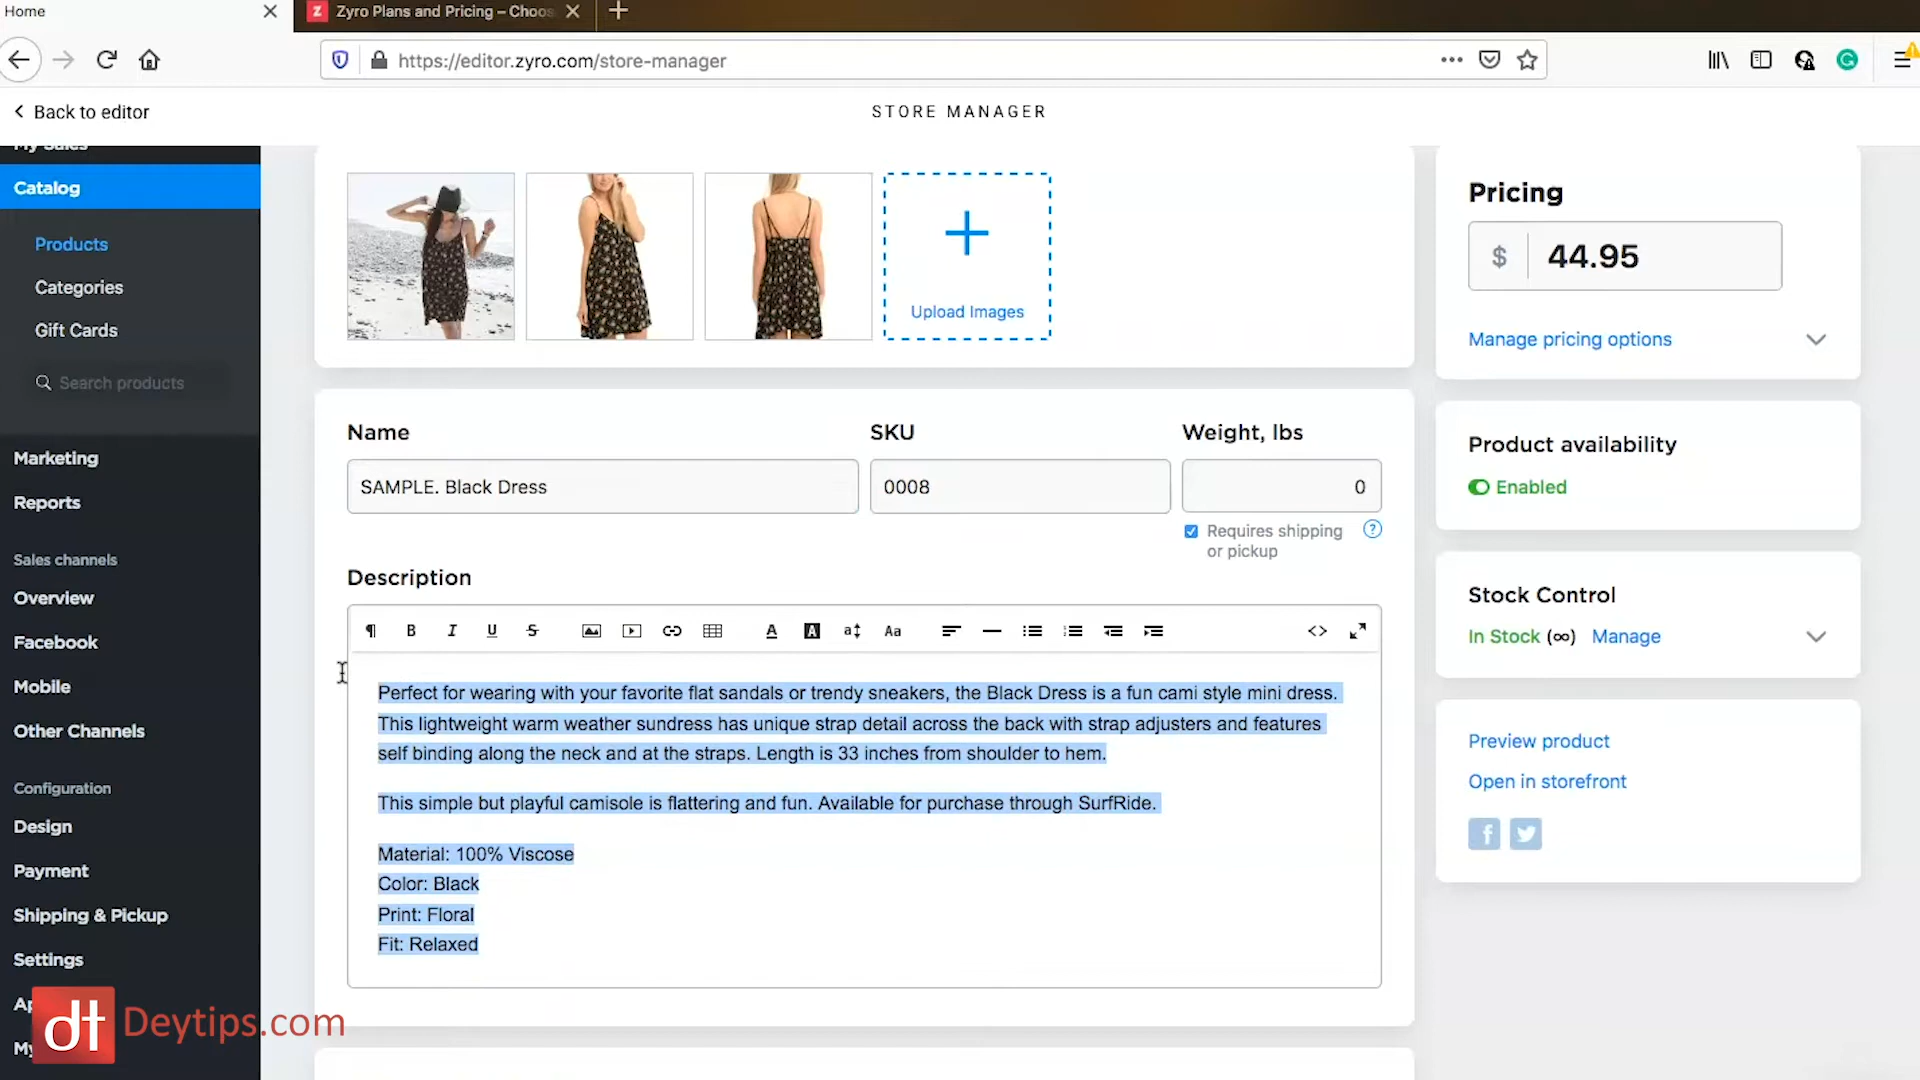 Home
Zyro Plans and Pricing – Choos
https://editor.zyro.com/store-manager
Back to editor
STORE MANAGER
My Sales
Catalog
Products
Categories
Gift Cards
Search products
Marketing
Reports
Sales channels
Overview
Facebook
Mobile
Other Channels
Configuration
Design
Payment
Shipping & Pickup
Settings
Ap
My
dt Deytips.com
Upload Images
Name
SAMPLE. Black Dress
SKU
0008
Weight, lbs
0
Requires shipping
or pickup
Description
Perfect for wearing with your favorite flat sandals or trendy sneakers, the Black Dress is a fun cami style mini dress.
This lightweight warm weather sundress has unique strap detail across the back with strap adjusters and features
self binding along the neck and at the straps. Length is 33 inches from shoulder to hem.
This simple but playful camisole is flattering and fun. Available for purchase through SurfRide.
Material: 100% Viscose
Color: Black
Print: Floral
Fit: Relaxed
Pricing
$ 44.95
Manage pricing options
Product availability
Enabled
Stock Control
In Stock (∞) Manage
Preview product
Open in storefront